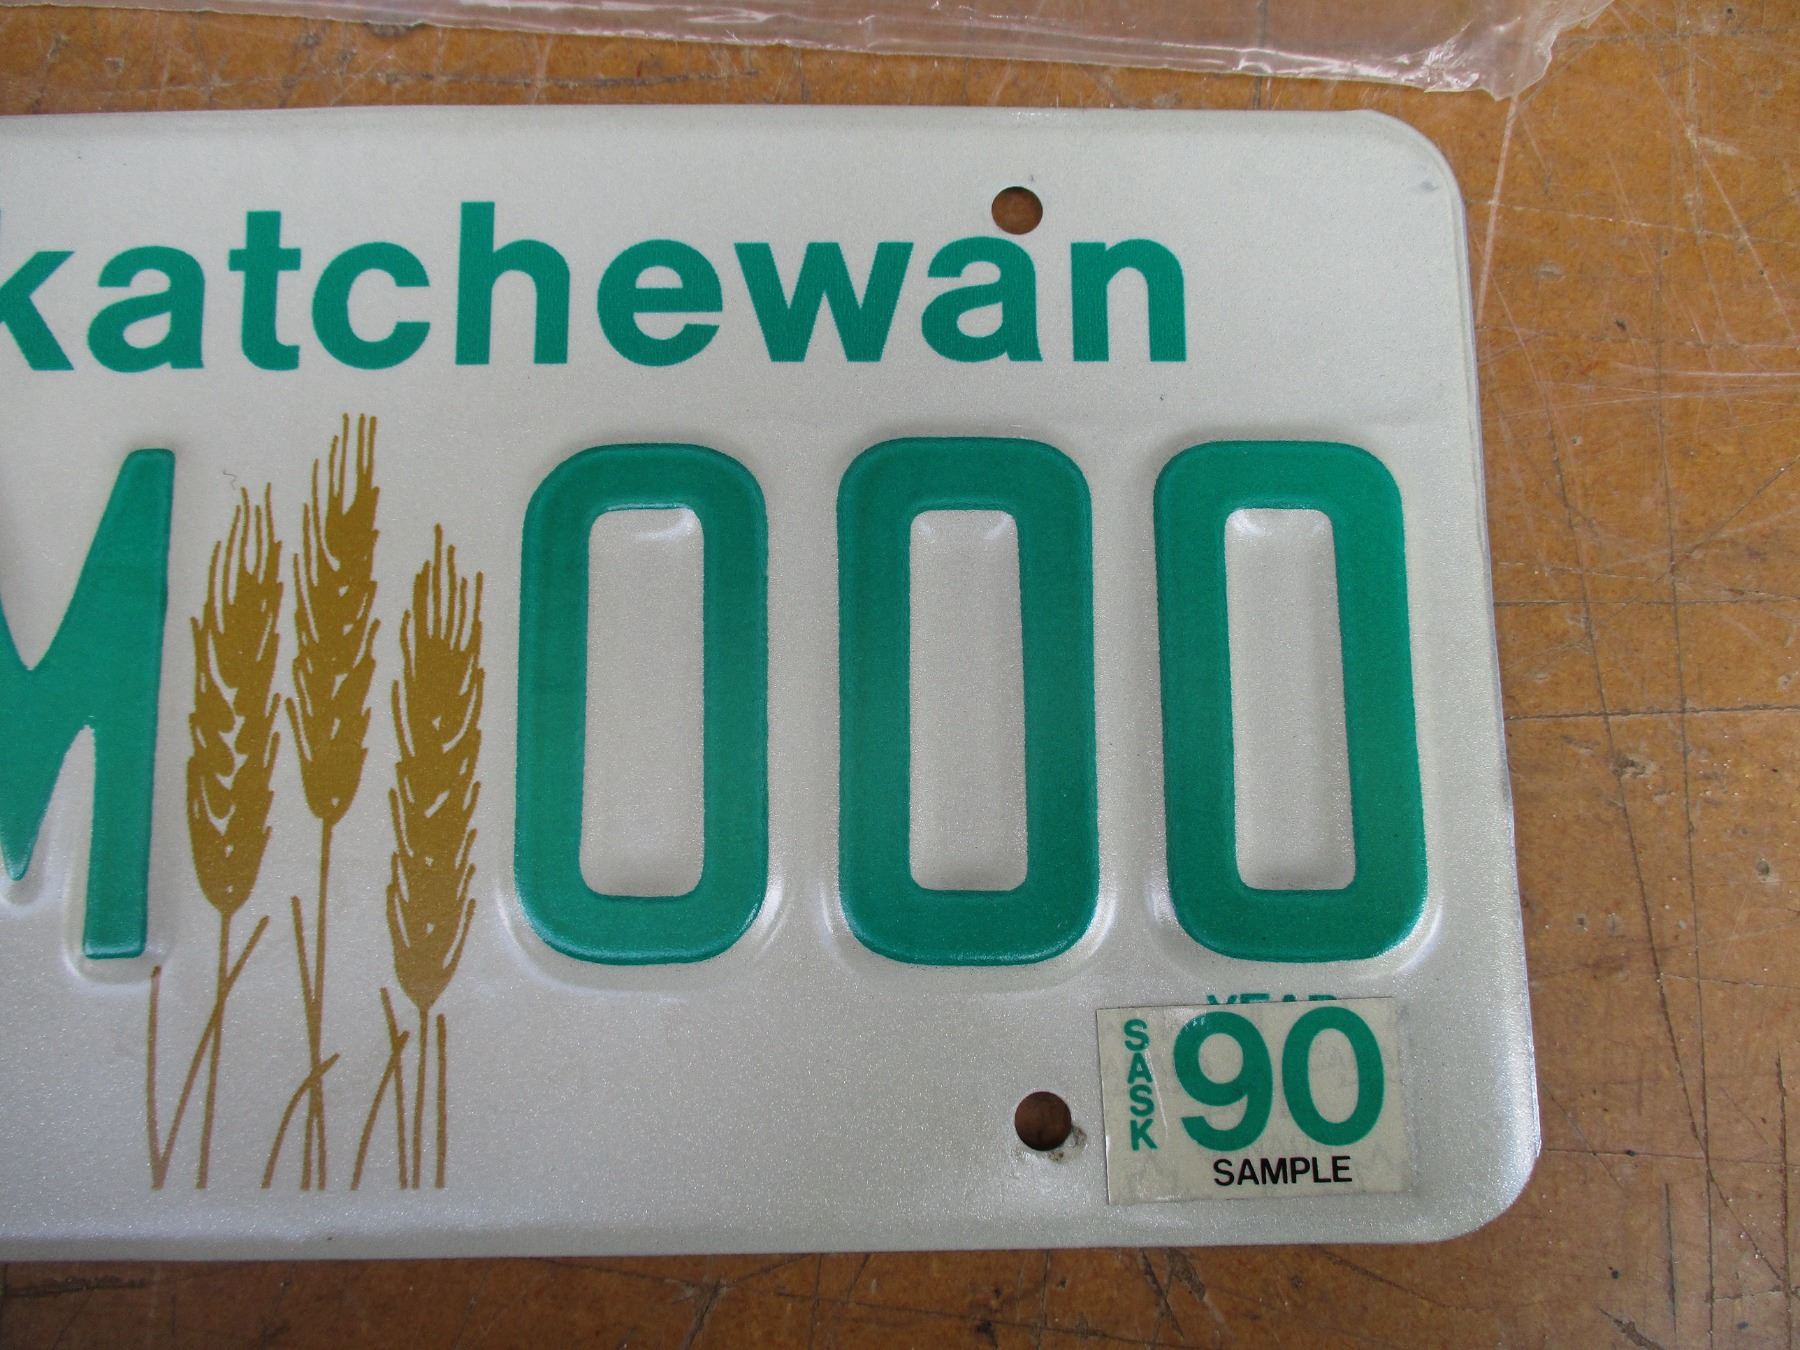 katchewan
M 000
YEAR
SASK 90
SAMPLE